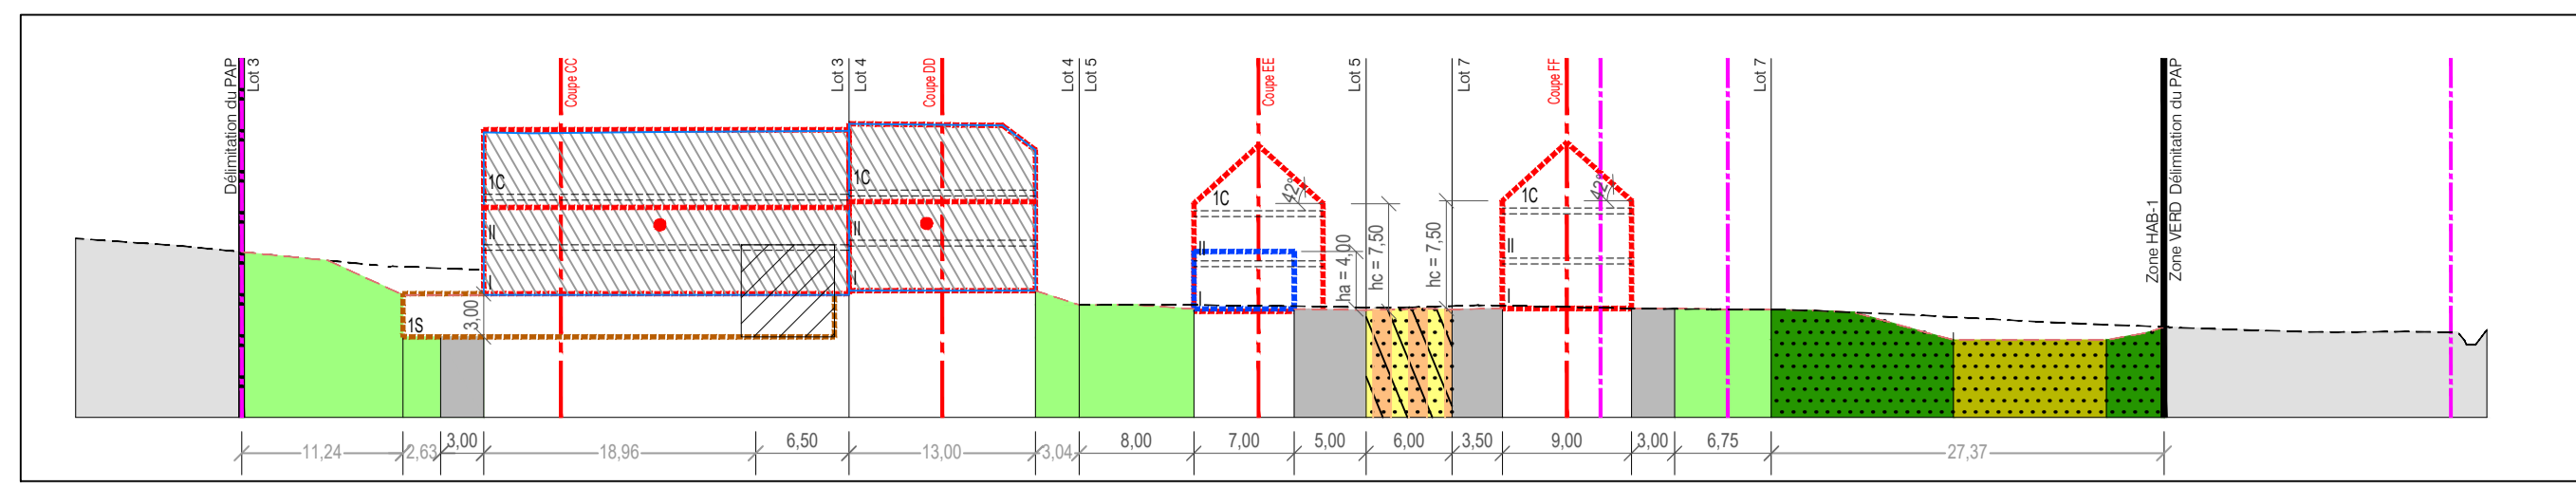 Délimitation du PAP
Lot 3
Coupe CC
Lot 3
Lot 4
Coupe DD
Lot 4
Lot 5
Coupe EE
Lot 5
Lot 7
Coupe FF
Lot 7
Zone HAB-1
Zone VERD Délimitation du PAP
1C
II
I
1S
3,00
1C
II
I
1C
42°
II
I
ha = 4,00
hc = 7,50
hc = 7,50
1C
42°
II
I
11,24
2,63
3,00
18,96
6,50
13,00
3,04
8,00
7,00
5,00
6,00
3,50
9,00
3,00
6,75
27,37